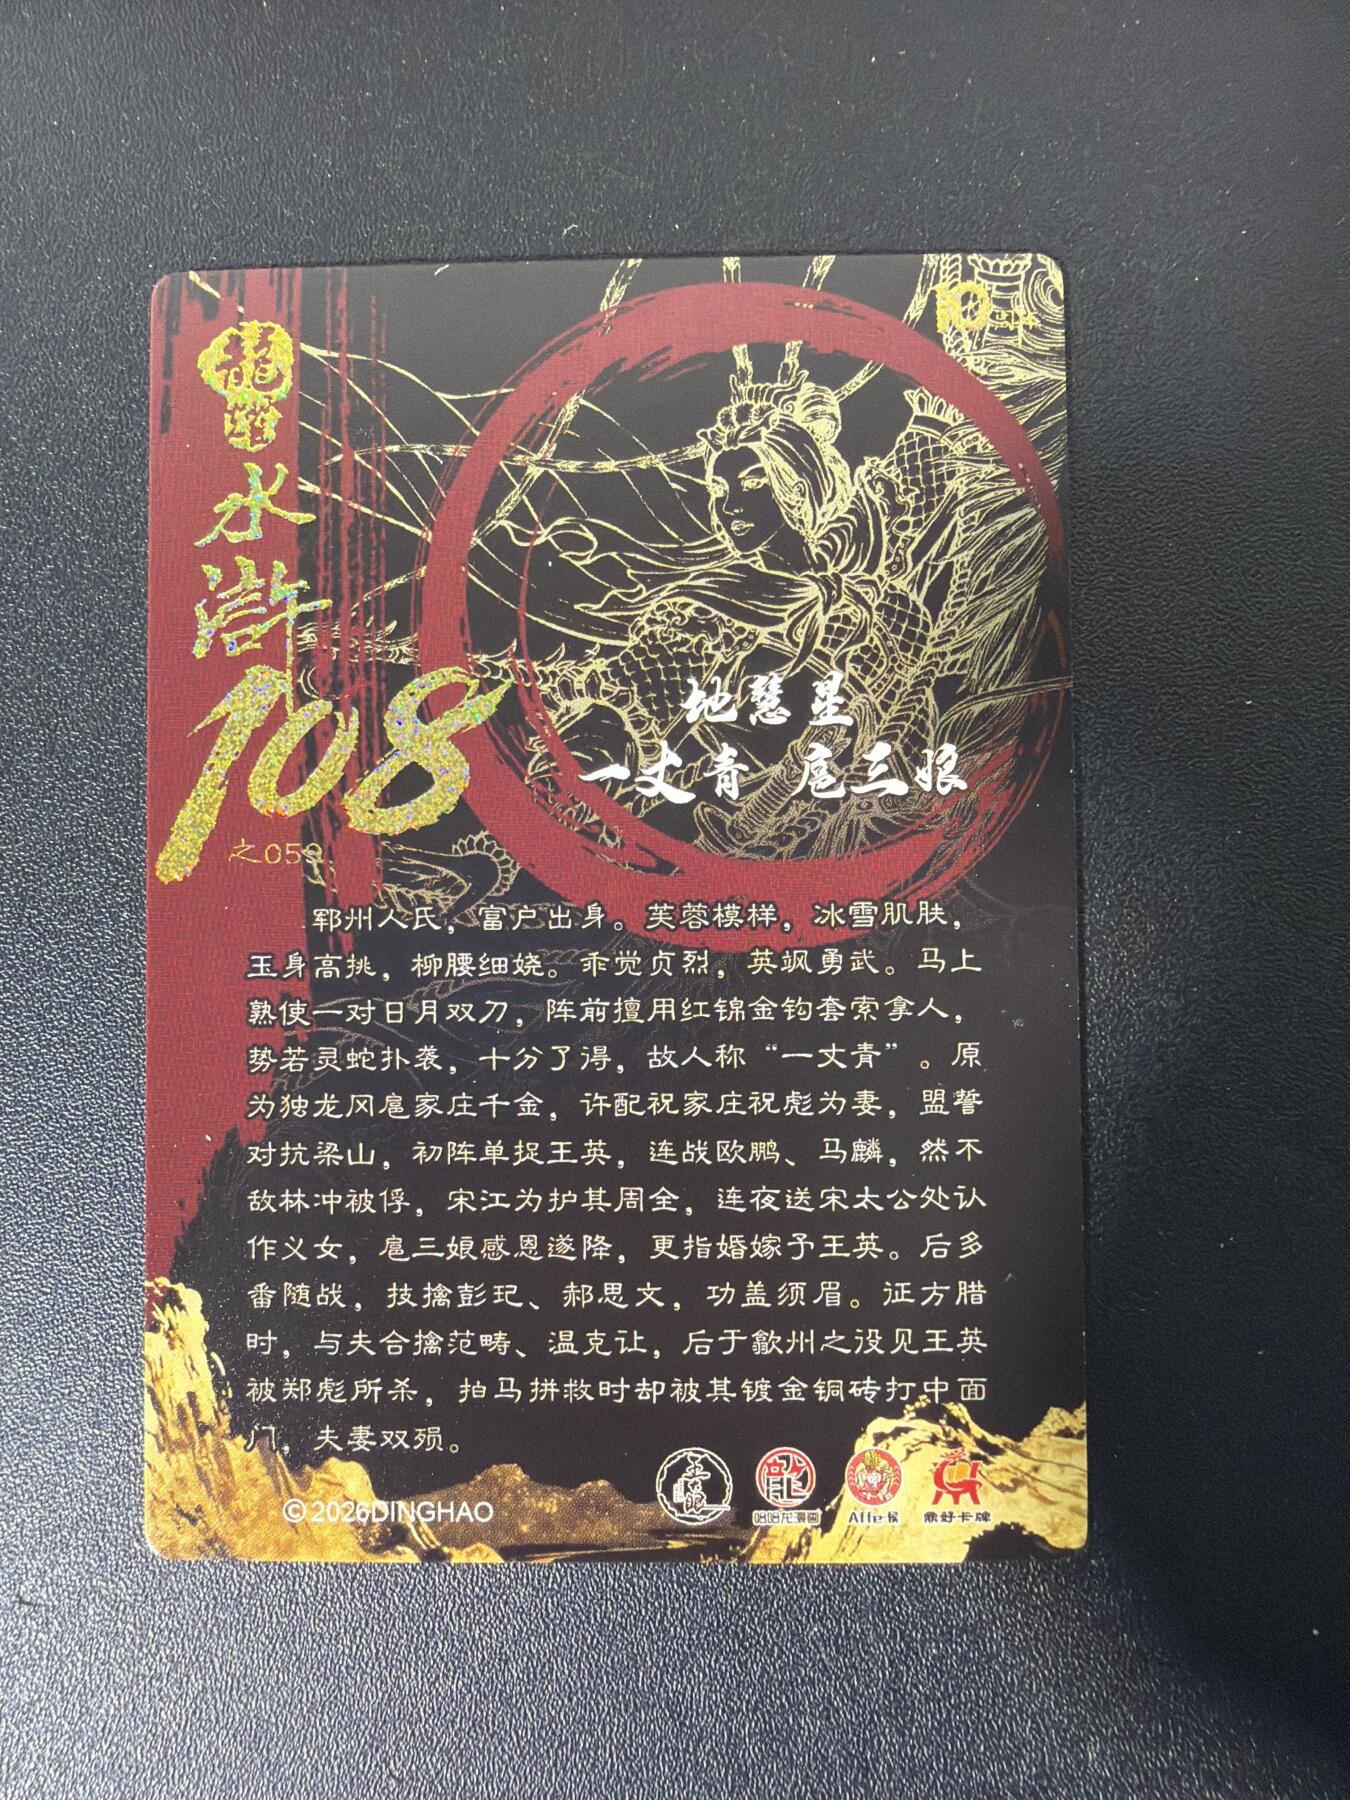 水
浒
108
之059
10周年
地慧星
一丈青 扈三娘
郓州人氏，富户出身。芙蓉模样，冰雪肌肤，
玉身高挑，柳腰细娆。乖觉贞烈，英飒勇武。马上
熟使一对日月双刀，阵前擅用红锦金钩套索拿人，
势若灵蛇扑袭，十分了得，故人称“一丈青”。原
为独龙冈扈家庄千金，许配祝家庄祝彪为妻，盟誓
对抗梁山，初阵单捉王英，连战欧鹏、马麟，然不
敌林冲被俘，宋江为护其周全，连夜送宋太公处认
作义女，扈三娘感恩遂降，更指婚嫁予王英。后多
番随战，技擒彭玘、郝思文，功盖须眉。证方腊
时，与夫合擒范畴、温克让，后于歙州之役见王英
被郑彪所杀，拍马拼救时却被其镀金铜砖打中面
门，夫妻双殒。
©2026DINGHAO
哈哈龙漫画
Affe·猴
鼎好卡牌